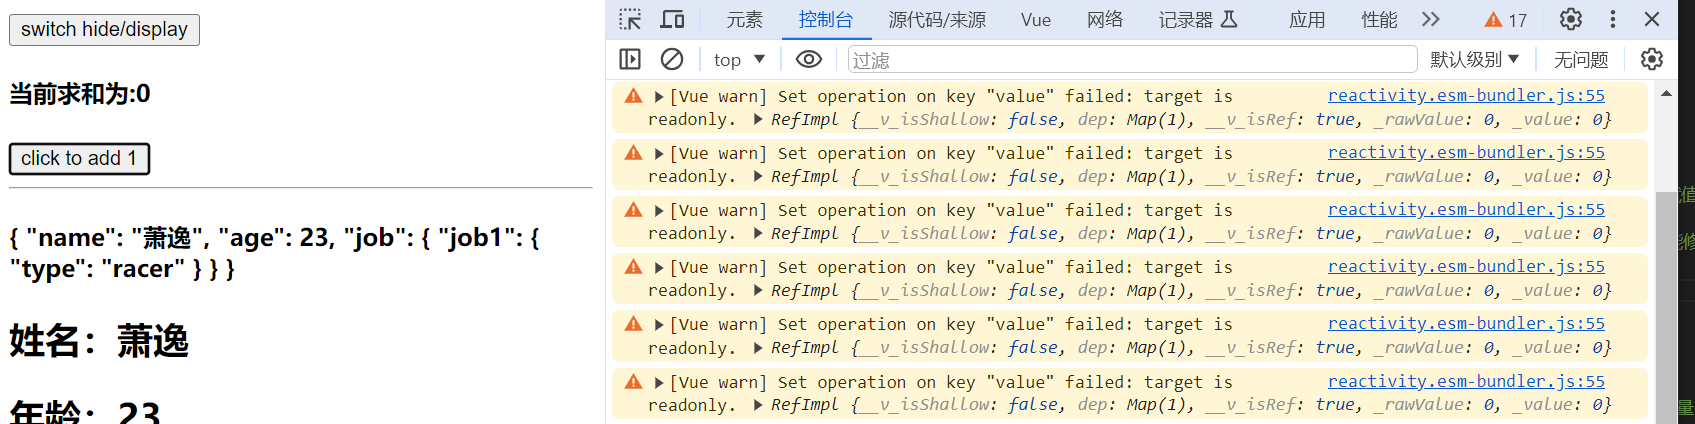 switch hide/display
当前求和为:0
click to add 1
{ "name": "萧逸", "age": 23, "job": { "job1": {
"type": "racer" } } }
姓名：萧逸
年龄：23
元素 控制台 源代码/来源 Vue 网络 记录器 应用 性能 17
top 过滤 默认级别 无问题
[Vue warn] Set operation on key "value" failed: target is reactivity.esm-bundler.js:55
readonly. RefImpl {__v_isShallow: false, dep: Map(1), __v_isRef: true, _rawValue: 0, _value: 0}
[Vue warn] Set operation on key "value" failed: target is reactivity.esm-bundler.js:55
readonly. RefImpl {__v_isShallow: false, dep: Map(1), __v_isRef: true, _rawValue: 0, _value: 0}
[Vue warn] Set operation on key "value" failed: target is reactivity.esm-bundler.js:55
readonly. RefImpl {__v_isShallow: false, dep: Map(1), __v_isRef: true, _rawValue: 0, _value: 0}
[Vue warn] Set operation on key "value" failed: target is reactivity.esm-bundler.js:55
readonly. RefImpl {__v_isShallow: false, dep: Map(1), __v_isRef: true, _rawValue: 0, _value: 0}
[Vue warn] Set operation on key "value" failed: target is reactivity.esm-bundler.js:55
readonly. RefImpl {__v_isShallow: false, dep: Map(1), __v_isRef: true, _rawValue: 0, _value: 0}
[Vue warn] Set operation on key "value" failed: target is reactivity.esm-bundler.js:55
readonly. RefImpl {__v_isShallow: false, dep: Map(1), __v_isRef: true, _rawValue: 0, _value: 0}
值
修
量